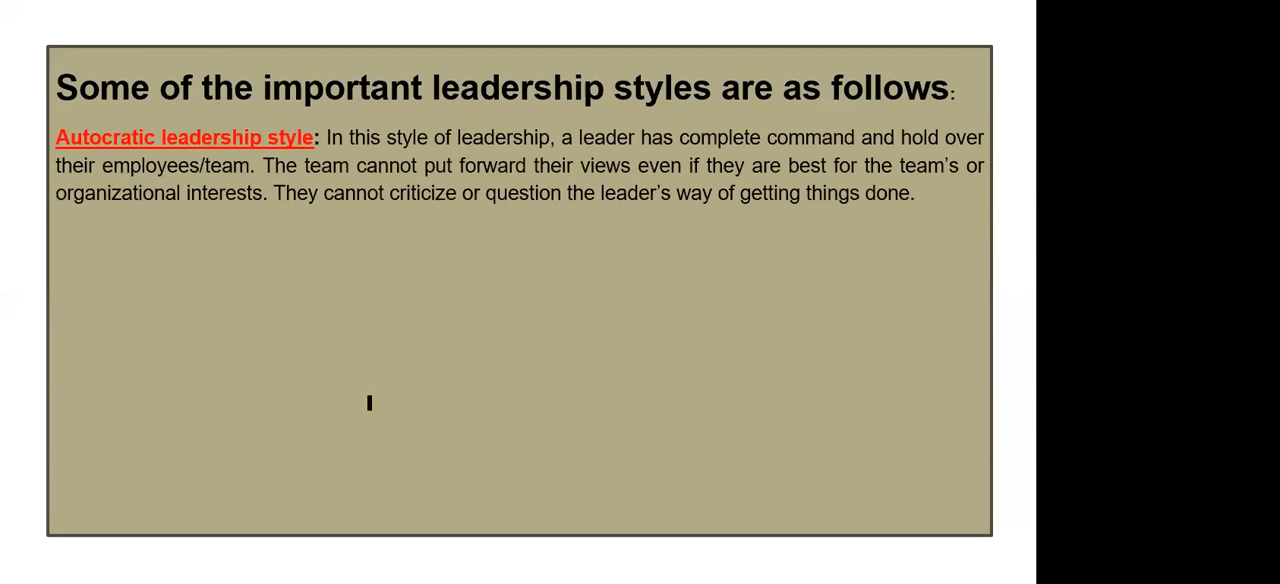 Some of the important leadership styles are as follows:
Autocratic leadership style: In this style of leadership, a leader has complete command and hold over
their employees/team. The team cannot put forward their views even if they are best for the team’s or
organizational interests. They cannot criticize or question the leader’s way of getting things done.